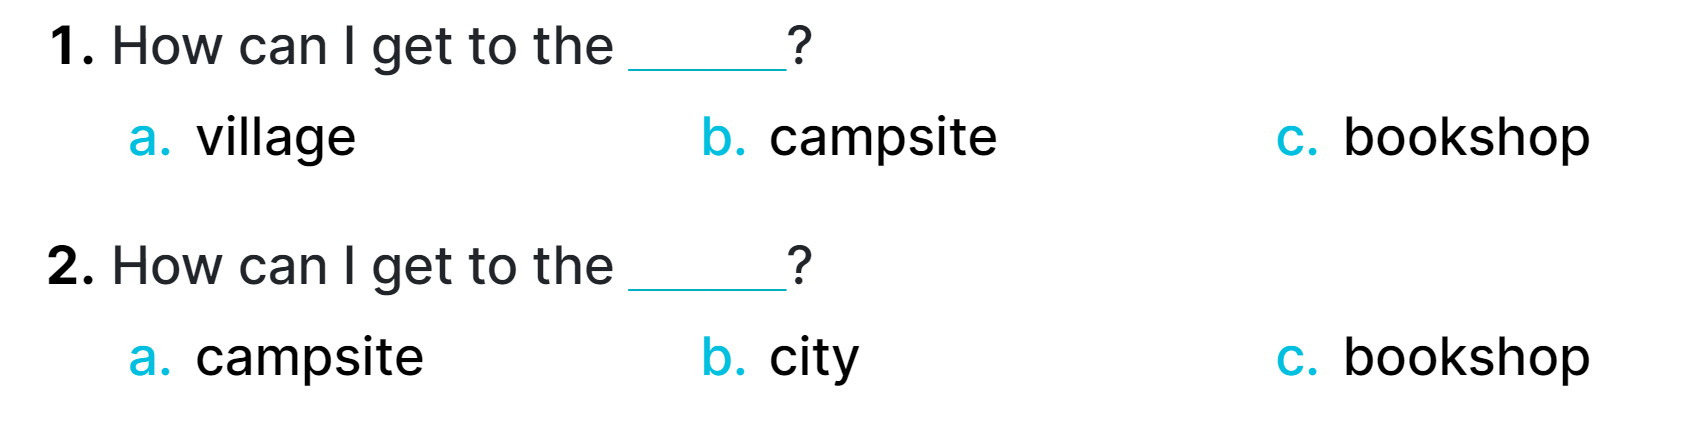 1. How can I get to the ______?
a. village b. campsite c. bookshop
2. How can I get to the ______?
a. campsite b. city c. bookshop